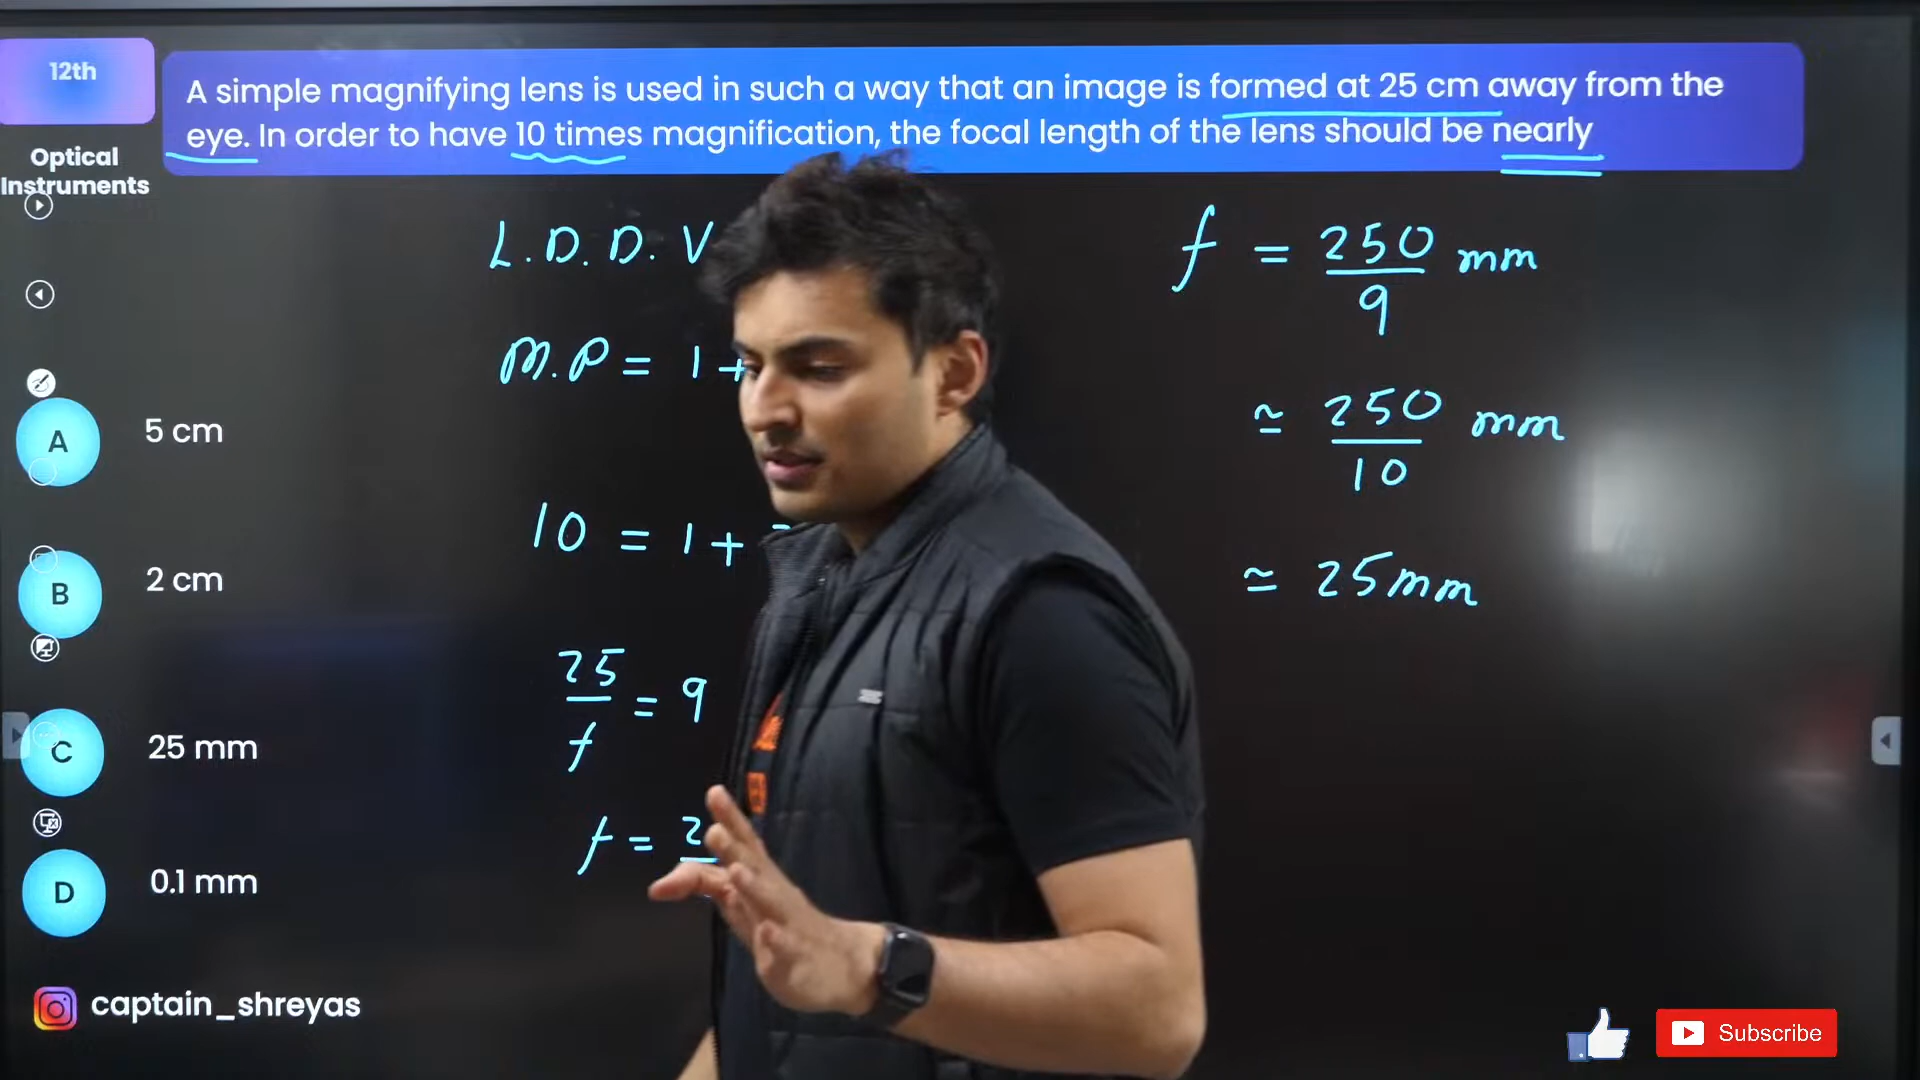 12th
A simple magnifying lens is used in such a way that an image is formed at 25 cm away from the
eye. In order to have 10 times magnification, the focal length of the lens should be nearly
Optical
Instruments
L.D.D.V
M.P = 1 +
10 = 1 +
25/f = 9
f = 2
f = 250/9 mm
≃ 250/10 mm
≃ 25mm
A 5 cm
B 2 cm
C 25 mm
D 0.1 mm
captain_shreyas
Subscribe